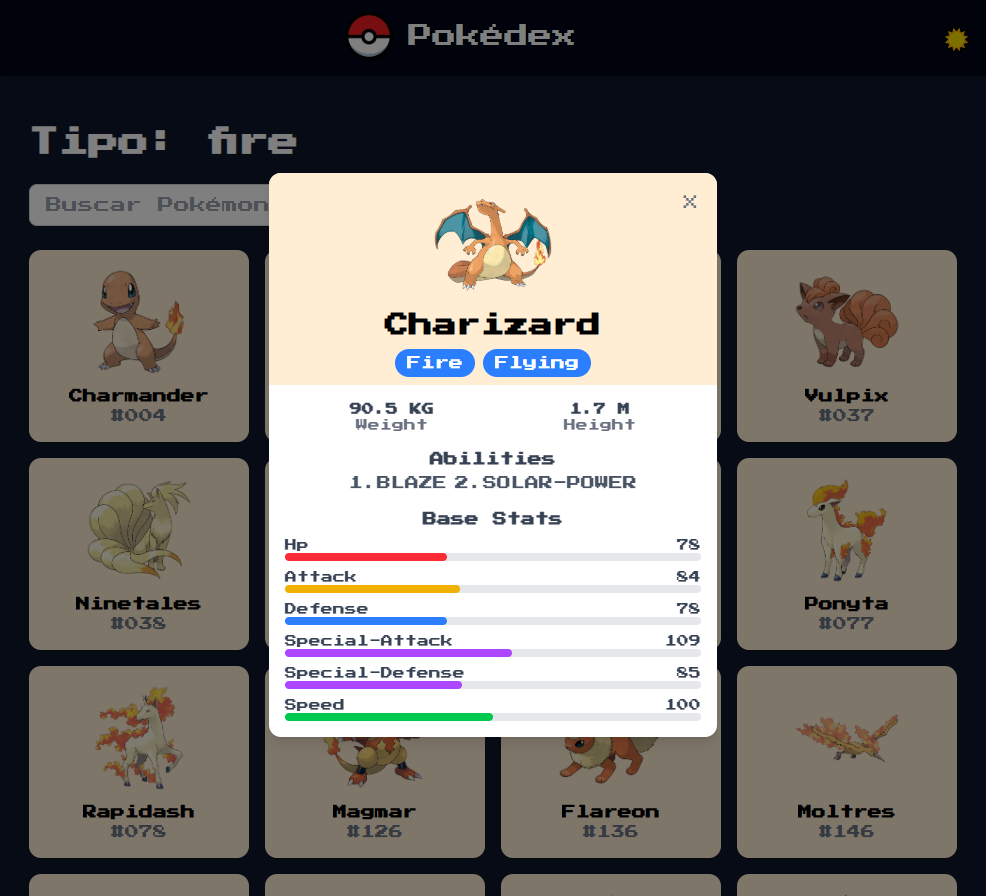 Pokédex
Tipo: fire
Buscar Pokémon
Charizard
Fire Flying
90.5 KG 1.7 M
Weight Height
Abilities
1.BLAZE 2.SOLAR-POWER
Base Stats
Hp 78
Attack 84
Defense 78
Special-Attack 109
Special-Defense 85
Speed 100
Charmander Vulpix
#004 #037
Ninetales Ponyta
#038 #077
Rapidash Magmar Flareon Moltres
#078 #126 #136 #146